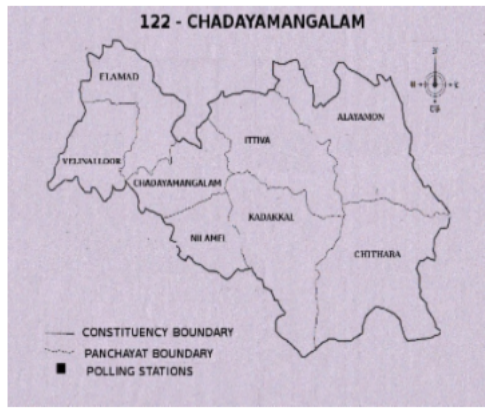 122 - CHADAYAMANGALAM
ELAMAD
ALAYAMON
ITTIVA
VELINALLOOR
CHADAYAMANGALAM
KADAKKAL
NILAMEL
CHITHARA
CONSTITUENCY BOUNDARY
PANCHAYAT BOUNDARY
POLLING STATIONS